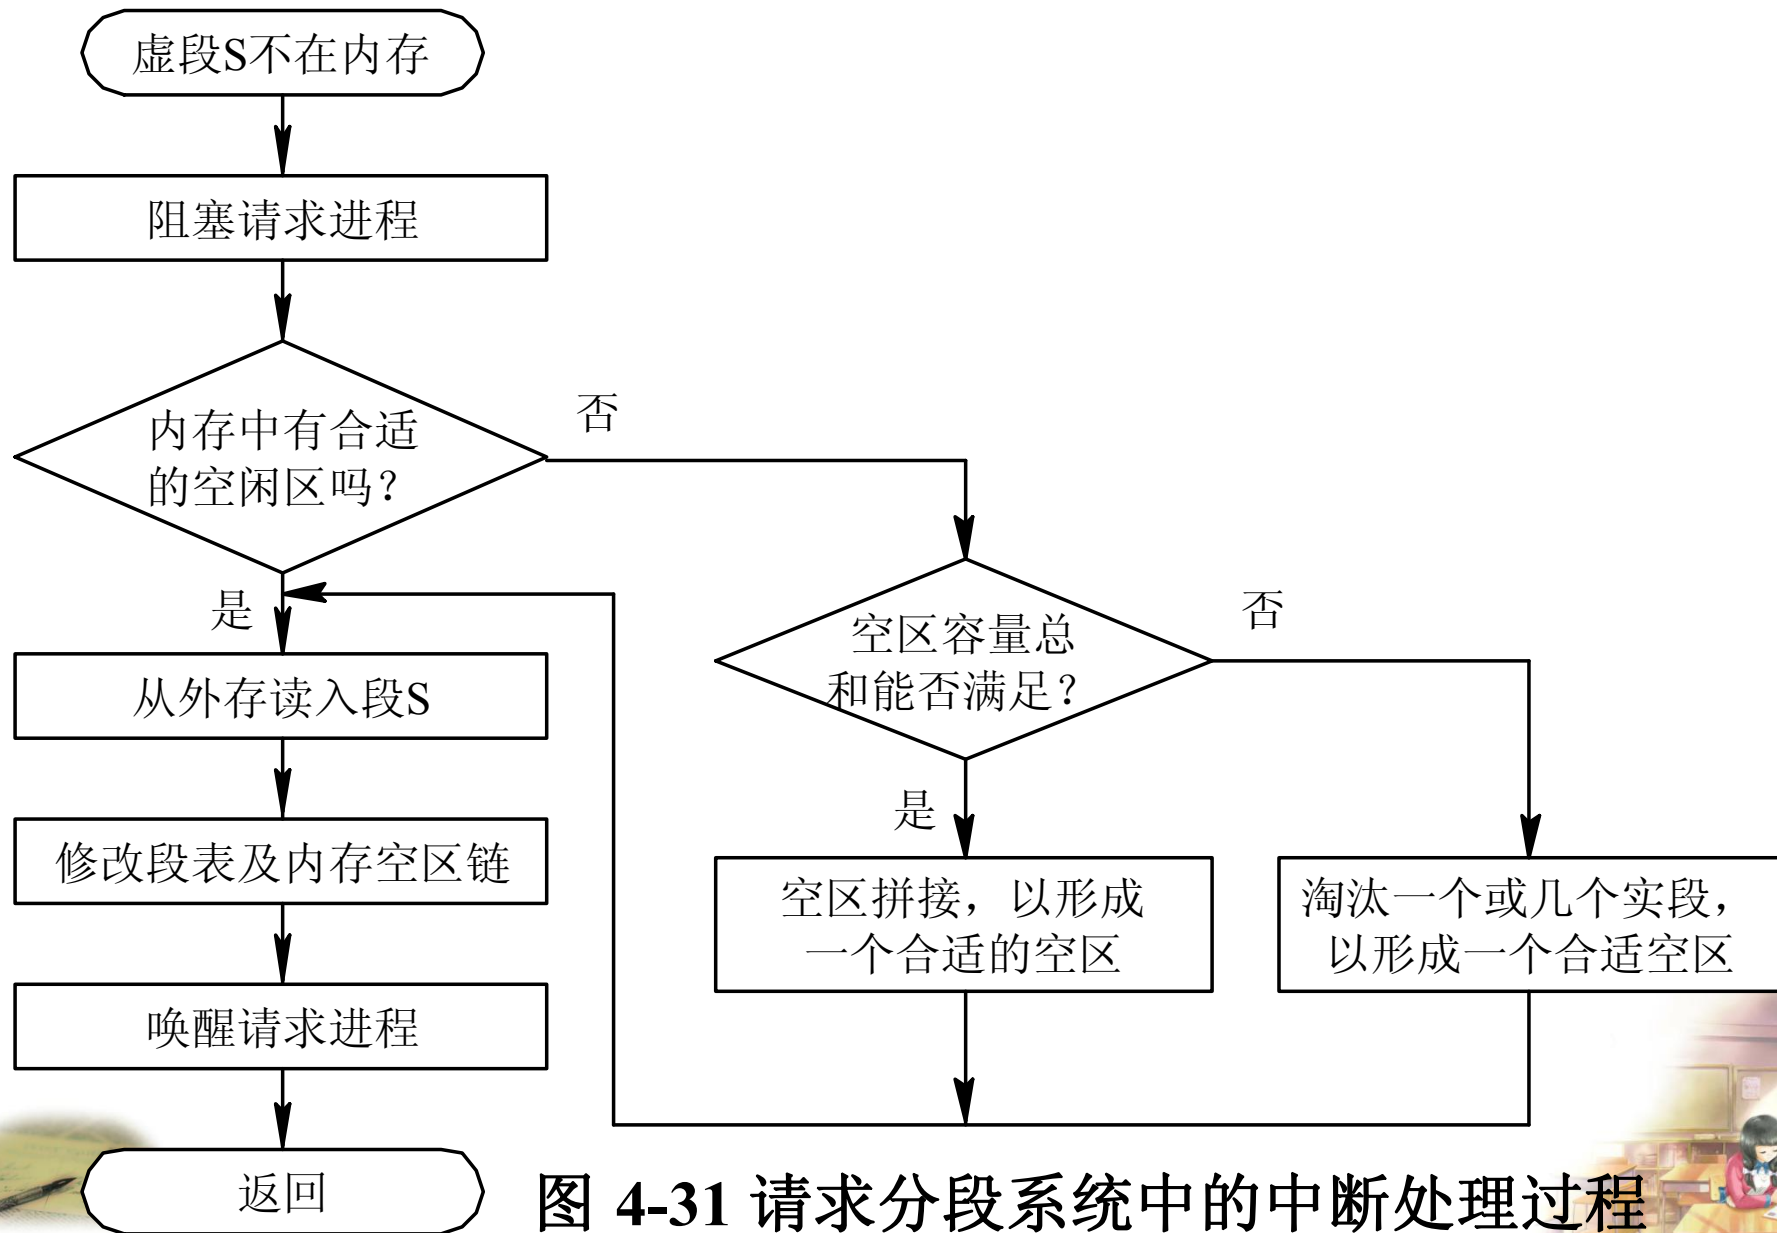 虚段S不在内存
阻塞请求进程
内存中有合适
的空闲区吗?
否
是
从外存读入段S
修改段表及内存空区链
唤醒请求进程
返回
空区容量总
和能否满足?
否
是
空区拼接，以形成
一个合适的空区
淘汰一个或几个实段，
以形成一个合适空区
图 4-31 请求分段系统中的中断处理过程